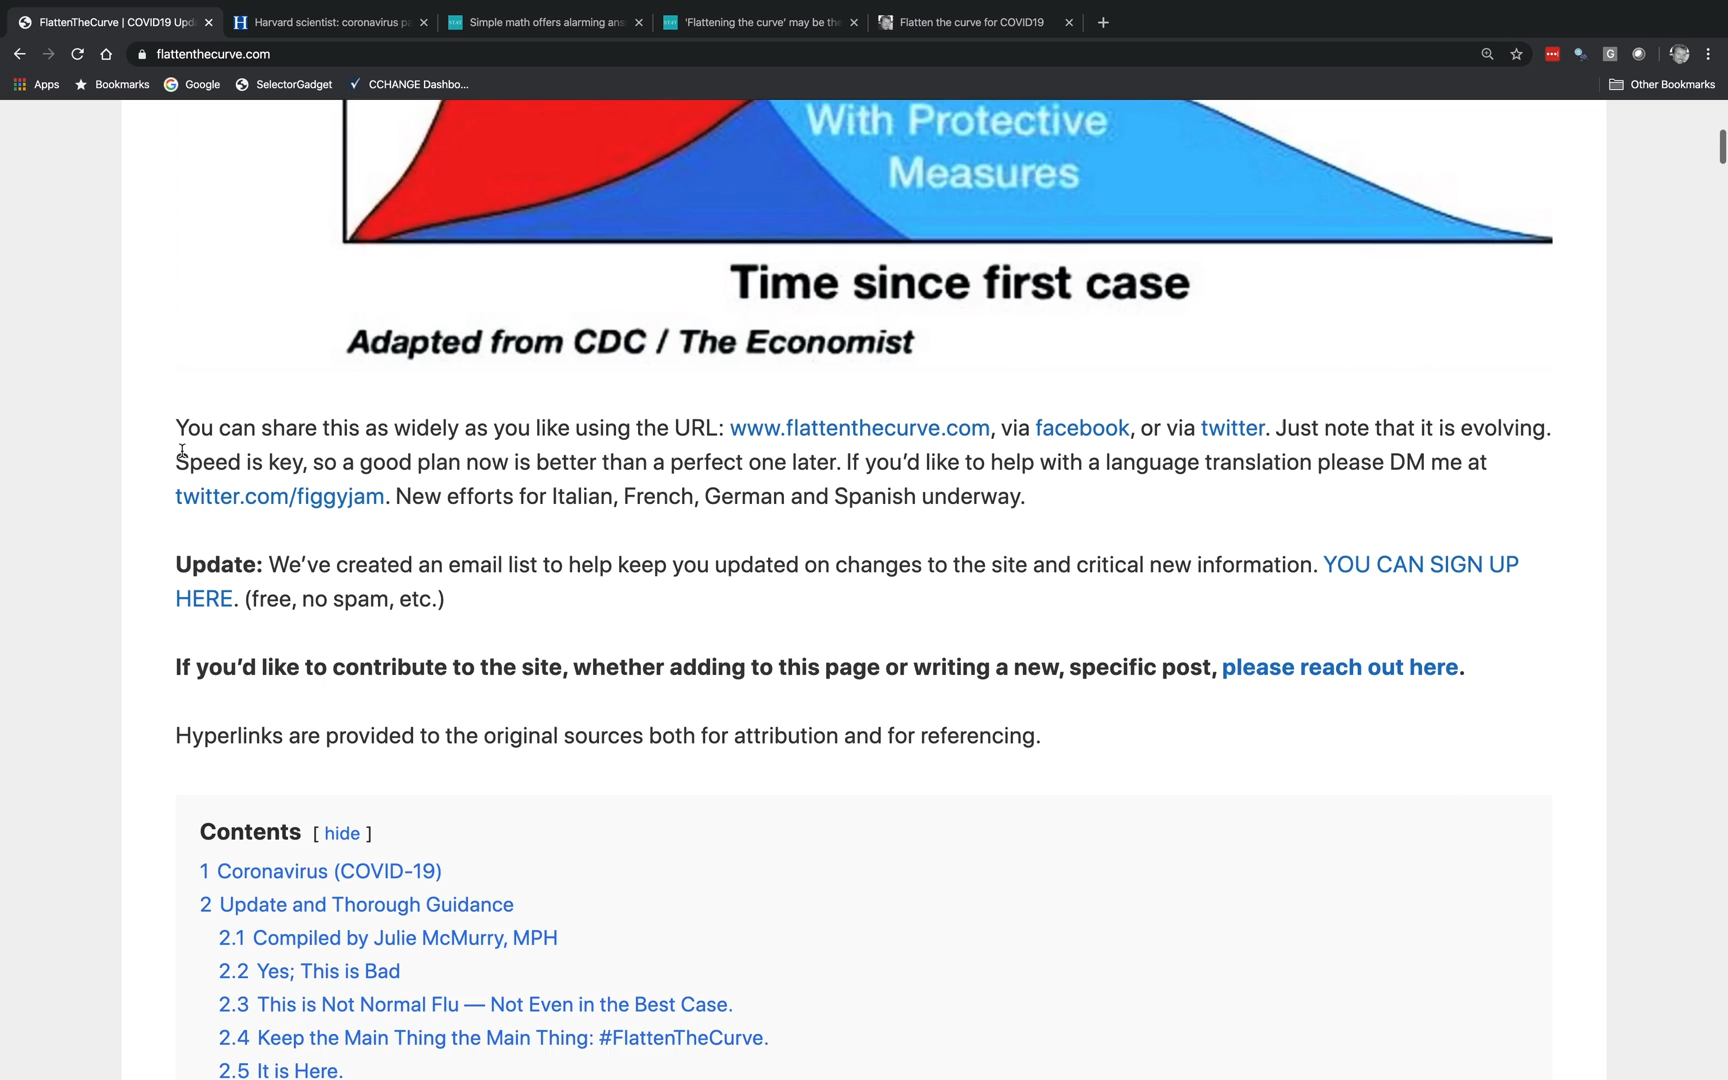 FlattenTheCurve | COVID19 Upda
Harvard scientist: coronavirus pa
Simple math offers alarming ans
'Flattening the curve' may be the
Flatten the curve for COVID19
flattenthecurve.com
Apps
Bookmarks
Google
SelectorGadget
CCHANGE Dashbo...
Other Bookmarks
With Protective
Measures
Time since first case
Adapted from CDC / The Economist
You can share this as widely as you like using the URL: www.flattenthecurve.com, via facebook, or via twitter. Just note that it is evolving.
Speed is key, so a good plan now is better than a perfect one later. If you’d like to help with a language translation please DM me at
twitter.com/figgyjam. New efforts for Italian, French, German and Spanish underway.
Update: We’ve created an email list to help keep you updated on changes to the site and critical new information. YOU CAN SIGN UP
HERE. (free, no spam, etc.)
If you’d like to contribute to the site, whether adding to this page or writing a new, specific post, please reach out here.
Hyperlinks are provided to the original sources both for attribution and for referencing.
Contents [ hide ]
1 Coronavirus (COVID-19)
2 Update and Thorough Guidance
2.1 Compiled by Julie McMurry, MPH
2.2 Yes; This is Bad
2.3 This is Not Normal Flu — Not Even in the Best Case.
2.4 Keep the Main Thing the Main Thing: #FlattenTheCurve.
2.5 It is Here.